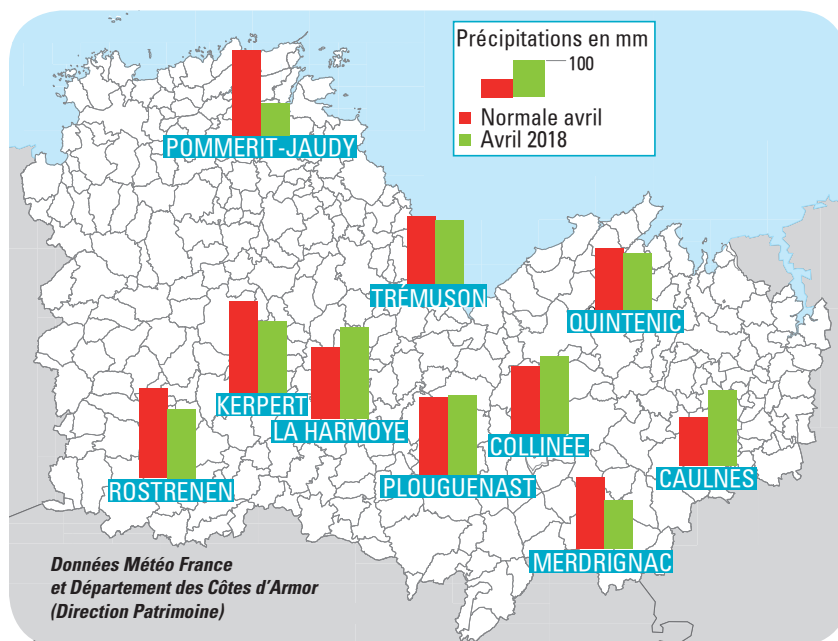 Précipitations en mm
100
Normale avril
Avril 2018
POMMERIT-JAUDY
TRÉMUSON
QUINTENIC
KERPERT
LA HARMOYE
COLLINÉE
ROSTRENEN
PLOUGUENAST
CAULNES
MERDRIGNAC
Données Météo France
et Département des Côtes d'Armor
(Direction Patrimoine)